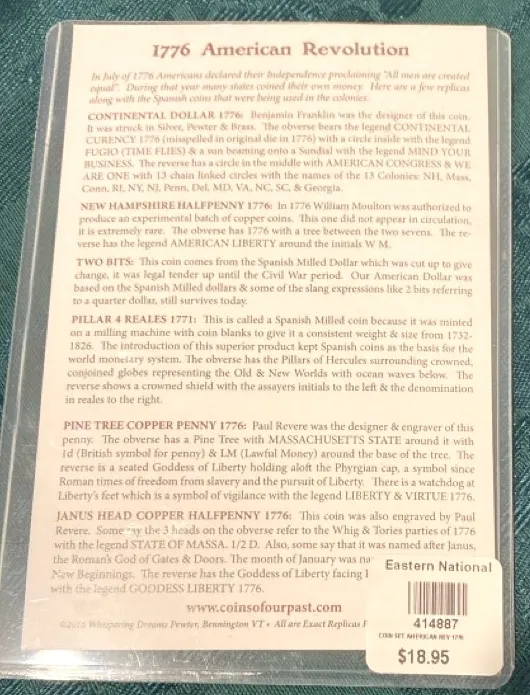 1776 American Revolution
In July of 1776 Americans declared their Independence proclaiming "All men are created
equal". During that year many states coined their own money. Here are a few replicas
along with the Spanish coins that were being used in the colonies.
CONTINENTAL DOLLAR 1776: Benjamin Franklin was the designer of this coin.
It was struck in Silver, Pewter & Brass. The obverse bears the legend CONTINENTAL
CURENCY 1776 (misspelled in original die in 1776) with a circle inside with the legend
FUGIO (TIME FLIES) & a sun beaming onto a Sundial with the legend MIND YOUR
BUSINESS. The reverse has a circle in the middle with AMERICAN CONGRESS & WE
ARE ONE with 13 chain linked circles with the names of the 13 Colonies: NH, Mass,
Conn, RI, NY, NJ, Penn, Del, MD, VA, NC, SC, & Georgia.
NEW HAMPSHIRE HALFPENNY 1776: In 1776 William Moulton was authorized to
produce an experimental batch of copper coins. This one did not appear in circulation,
it is extremely rare. The obverse has 1776 with a tree between the two sevens. The re-
verse has the legend AMERICAN LIBERTY around the initials W M.
TWO BITS: This coin comes from the Spanish Milled Dollar which was cut up to give
change, it was legal tender up until the Civil War period. Our American Dollar was
based on the Spanish Milled dollars & some of the slang expressions like 2 bits referring
to a quarter dollar, still survives today.
PILLAR 4 REALES 1771: This is called a Spanish Milled coin because it was minted
on a milling machine with coin blanks to give it a consistent weight & size from 1732-
1826. The introduction of this superior product kept Spanish coins as the basis for the
world monetary system. The obverse has the Pillars of Hercules surrounding crowned,
conjoined globes representing the Old & New Worlds with ocean waves below. The
reverse shows a crowned shield with the assayers initials to the left & the denomination
in reales to the right.
PINE TREE COPPER PENNY 1776: Paul Revere was the designer & engraver of this
penny. The obverse has a Pine Tree with MASSACHUSETTS STATE around it with
1d (British symbol for penny) & LM (Lawful Money) around the base of the tree. The
reverse is a seated Goddess of Liberty holding aloft the Phyrgian cap, a symbol since
Roman times of freedom from slavery and the pursuit of Liberty. There is a watchdog at
Liberty's feet which is a symbol of vigilance with the legend LIBERTY & VIRTUE 1776.
JANUS HEAD COPPER HALFPENNY 1776: This coin was also engraved by Paul
Revere. Some say the 3 heads on the obverse refer to the Whig & Tories parties of 1776
with the legend STATE OF MASSA. 1/2 D. Also, some say that it was named after Janus,
the Roman's God of Gates & Doors. The month of January was na
New Beginnings. The reverse has the Goddess of Liberty facing
with the legend GODDESS LIBERTY 1776.
www.coinsofourpast.com
Whispering Dreams Pewter, Bennington VT • All are Exact Replicas
Eastern National
414887
COIN SET AMERICAN REV 1776
$18.95